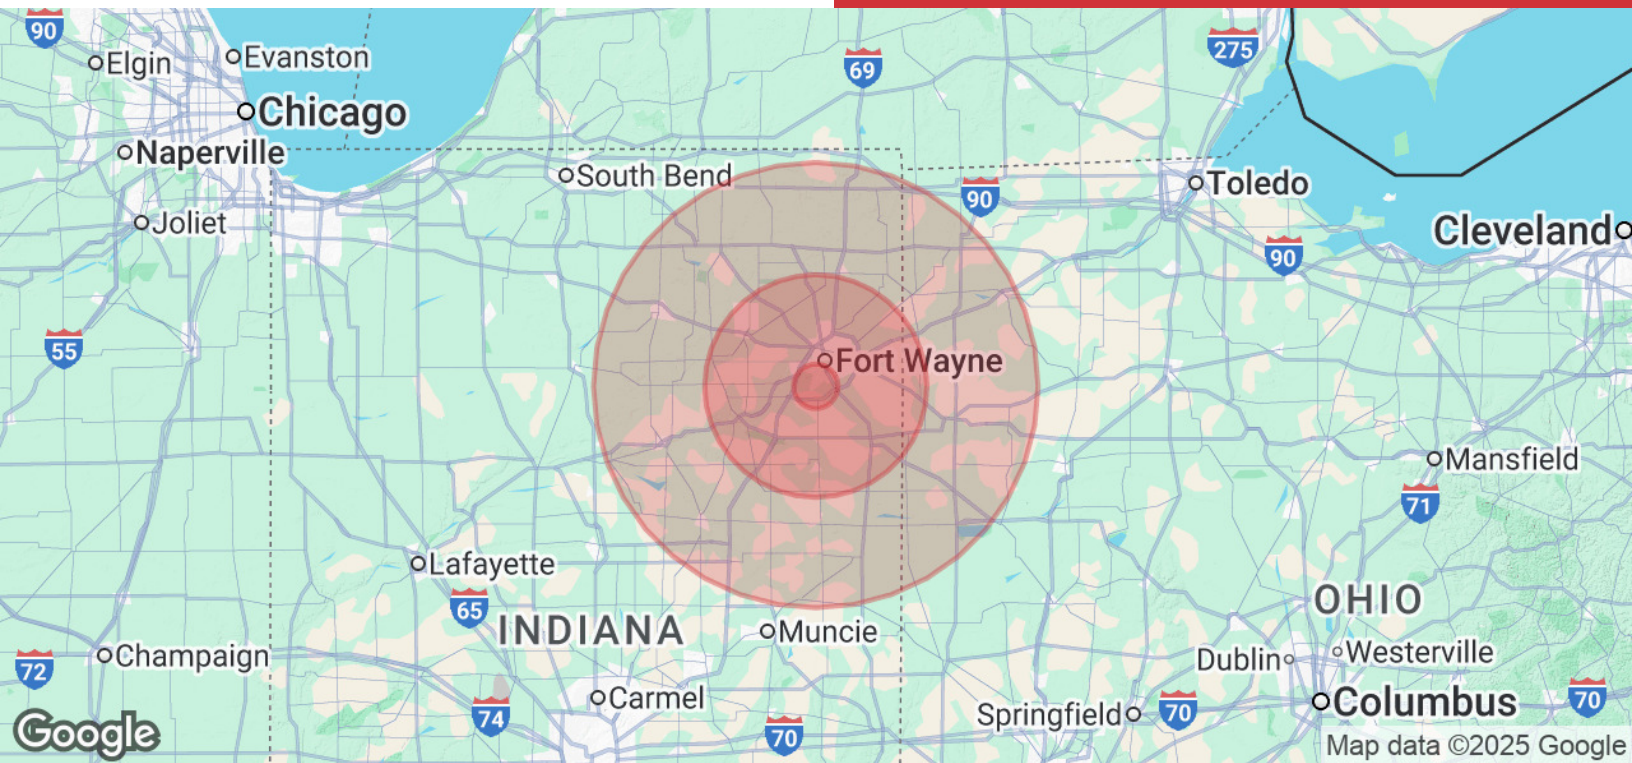 90
Elgin
Evanston
69
275
Chicago
Naperville
South Bend
90
Toledo
Joliet
Cleveland
90
55
Fort Wayne
Mansfield
71
Lafayette
65
INDIANA
OHIO
Muncie
72
Champaign
Dublin
Westerville
Carmel
74
Springfield
70
Columbus
70
70
Google
Map data ©2025 Google